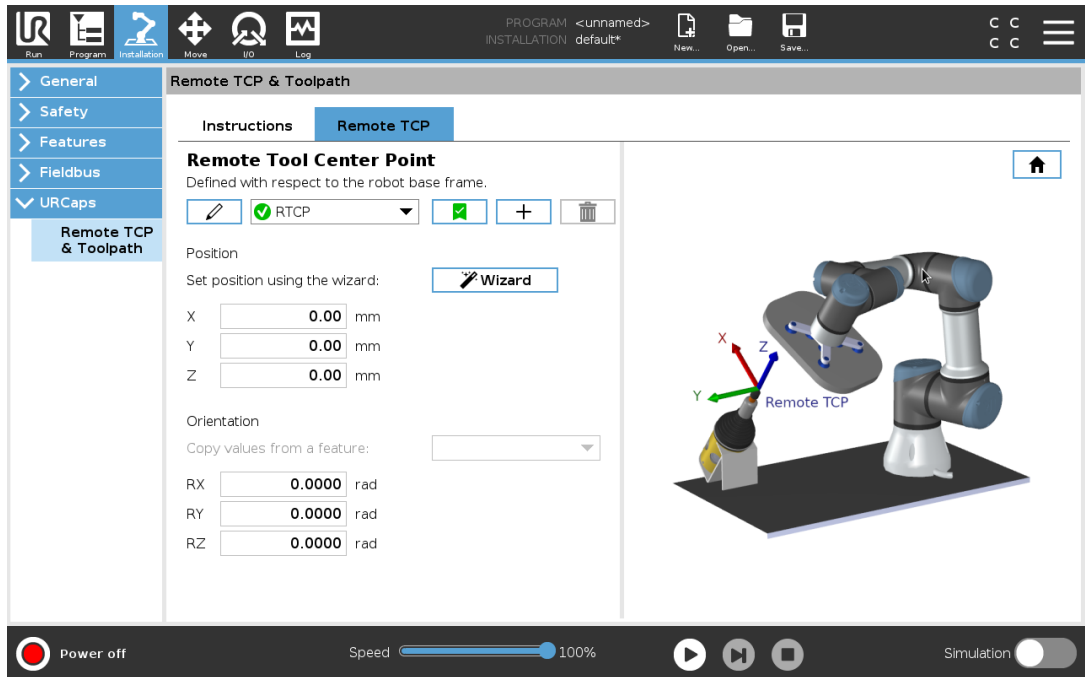 PROGRAM <unnamed>
INSTALLATION default*
Run Program Installation Move I/O Log New... Open... Save...
C C
C C
General
Safety
Features
Fieldbus
URCaps
Remote TCP
& Toolpath
Remote TCP & Toolpath
Instructions Remote TCP
Remote Tool Center Point
Defined with respect to the robot base frame.
RTCP
Position
Set position using the wizard: Wizard
X 0.00 mm
Y 0.00 mm
Z 0.00 mm
Orientation
Copy values from a feature:
RX 0.0000 rad
RY 0.0000 rad
RZ 0.0000 rad
X
Z
Y
Remote TCP
Power off Speed 100% Simulation